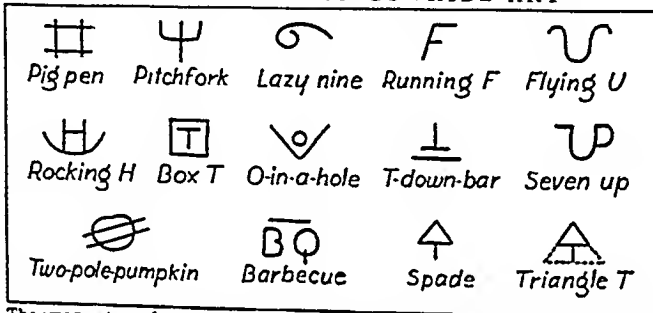 Pig pen Pitchfork Lazy nine Running F Flying U
Rocking H Box T O-in-a-hole T-down-bar Seven up
Two-pole-pumpkin Barbecue Spade Triangle T